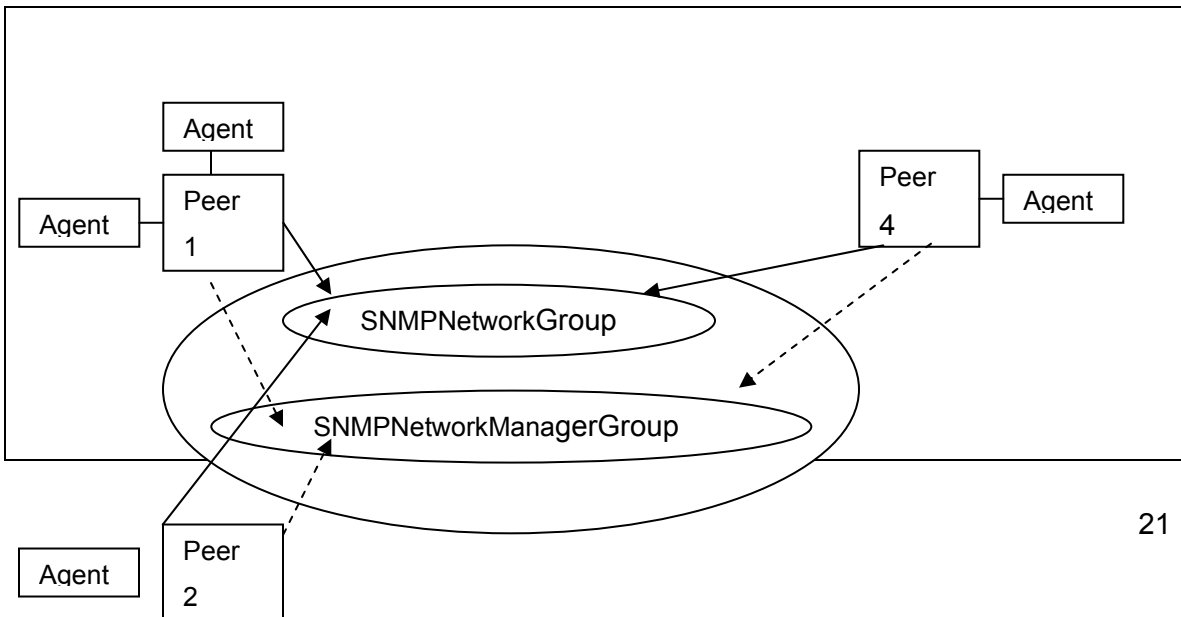 Agent
Peer
1
Agent
Peer
4
Agent
SNMPNetworkGroup
SNMPNetworkManagerGroup
21
Peer
2
Agent